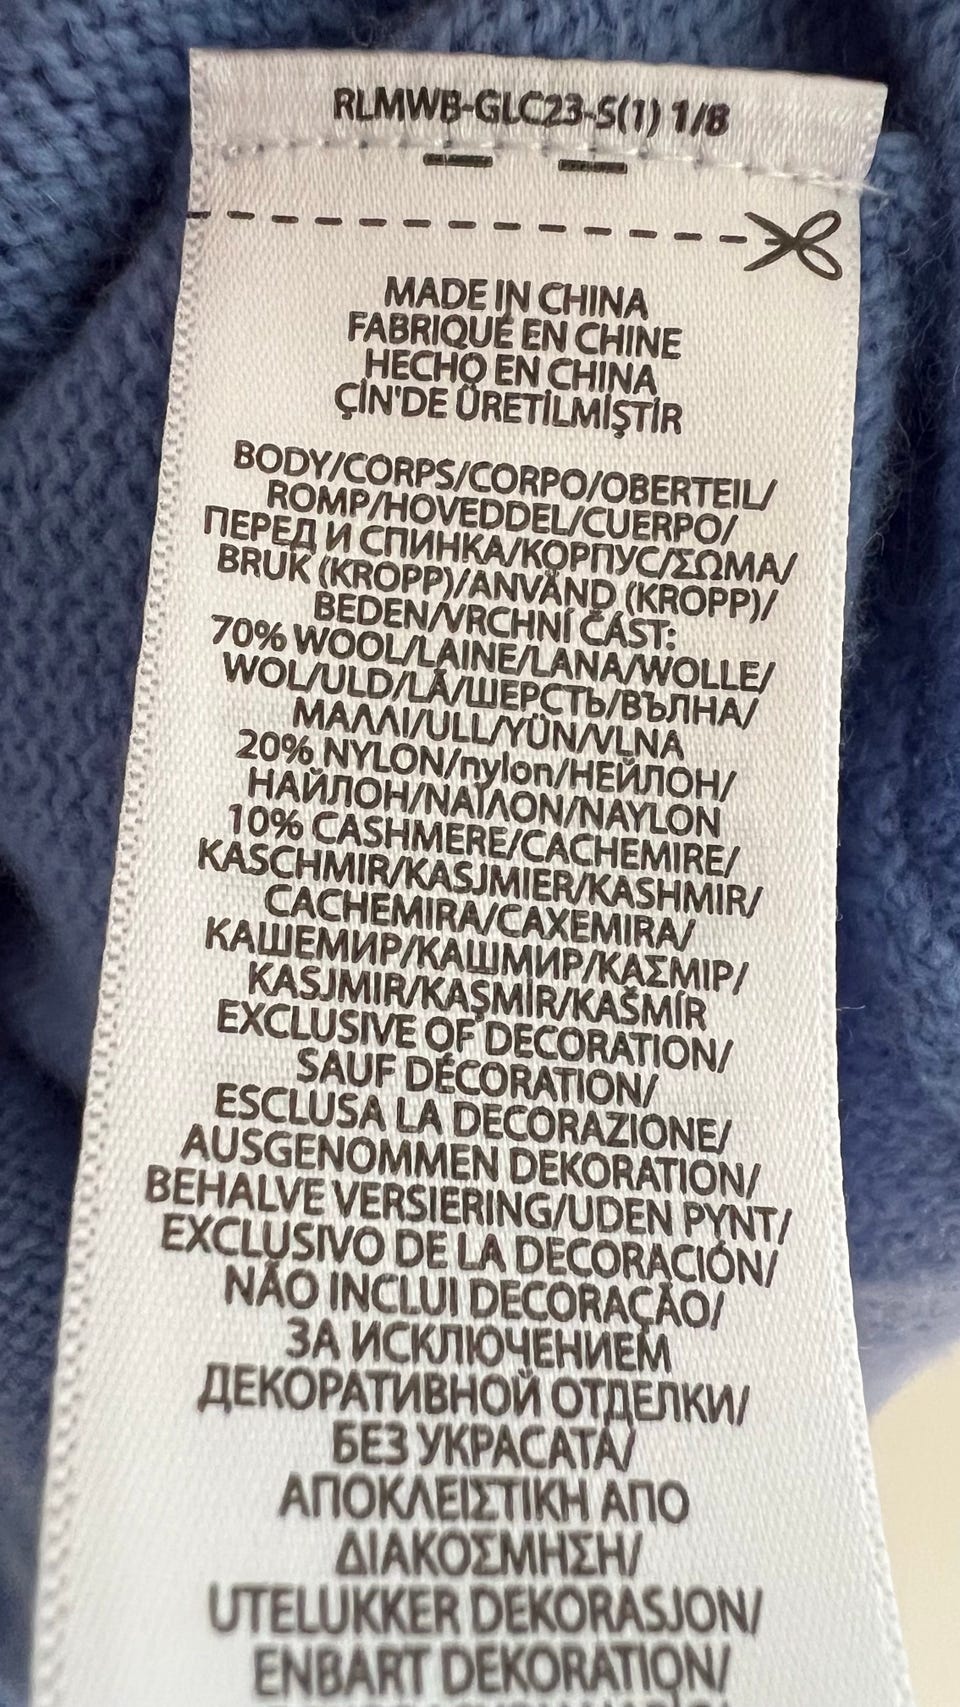 RLMWB-GLC23-S(1) 1/8
MADE IN CHINA
FABRIQUÉ EN CHINE
HECHO EN CHINA
ÇİN'DE ÜRETİLMİŞTİR
BODY/CORPS/CORPO/OBERTEIL/
ROMP/HOVEDDEL/CUERPO/
ПЕРЕД И СПИНКА/КОРПУС/ΣΩΜΑ/
BRUK (KROPP)/ANVÄND (KROPP)/
BEDEN/VRCHNÍ ČÁST:
70% WOOL/LAINE/LANA/WOLLE/
WOL/ULD/LÃ/ШЕРСТЬ/ВЪЛНА/
ΜΑΛΛΙ/ULL/YÜN/VLNA
20% NYLON/nylon/НЕЙЛОН/
НАЙЛОН/ΝΑΪΛΟΝ/NAYLON
10% CASHMERE/CACHEMIRE/
KASCHMIR/KASJMIER/KASHMIR/
CACHEMIRA/CAXEMIRA/
КАШЕМИР/КАШМИР/ΚΑΣΜΙΡ/
KASJMIR/KAŞMİR/KAŠMÍR
EXCLUSIVE OF DECORATION/
SAUF DÉCORATION/
ESCLUSA LA DECORAZIONE/
AUSGENOMMEN DEKORATION/
BEHALVE VERSIERING/UDEN PYNT/
EXCLUSIVO DE LA DECORACIÓN/
NÃO INCLUI DECORAÇÃO/
ЗА ИСКЛЮЧЕНИЕМ
ДЕКОРАТИВНОЙ ОТДЕЛКИ/
БЕЗ УКРАСАТА/
ΑΠΟΚΛΕΙΣΤΙΚΗ ΑΠΟ
ΔΙΑΚΟΣΜΗΣΗ/
UTELUKKER DEKORASJON/
ENBART DEKORATION/